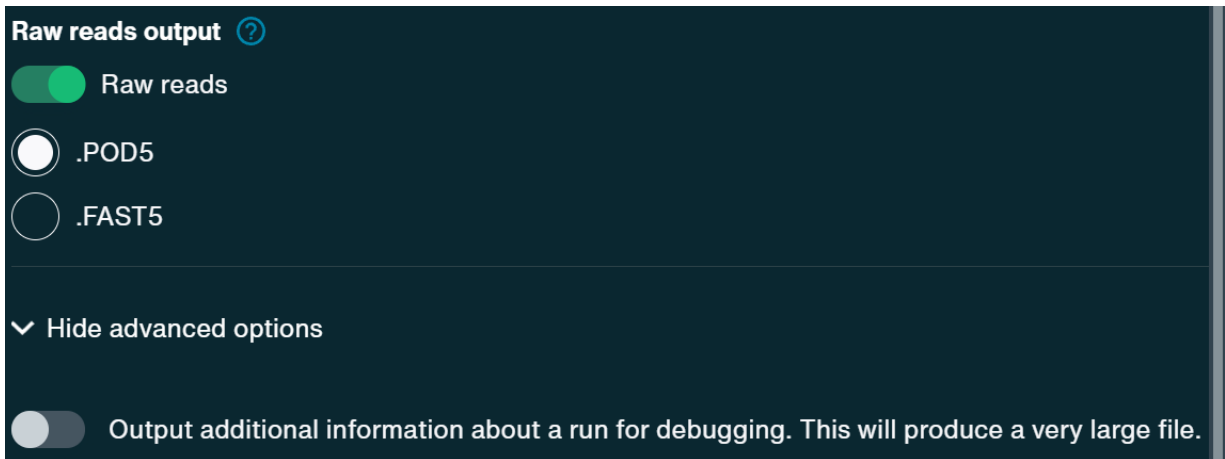 Raw reads output ?
Raw reads
.POD5
.FAST5
Hide advanced options
Output additional information about a run for debugging. This will produce a very large file.